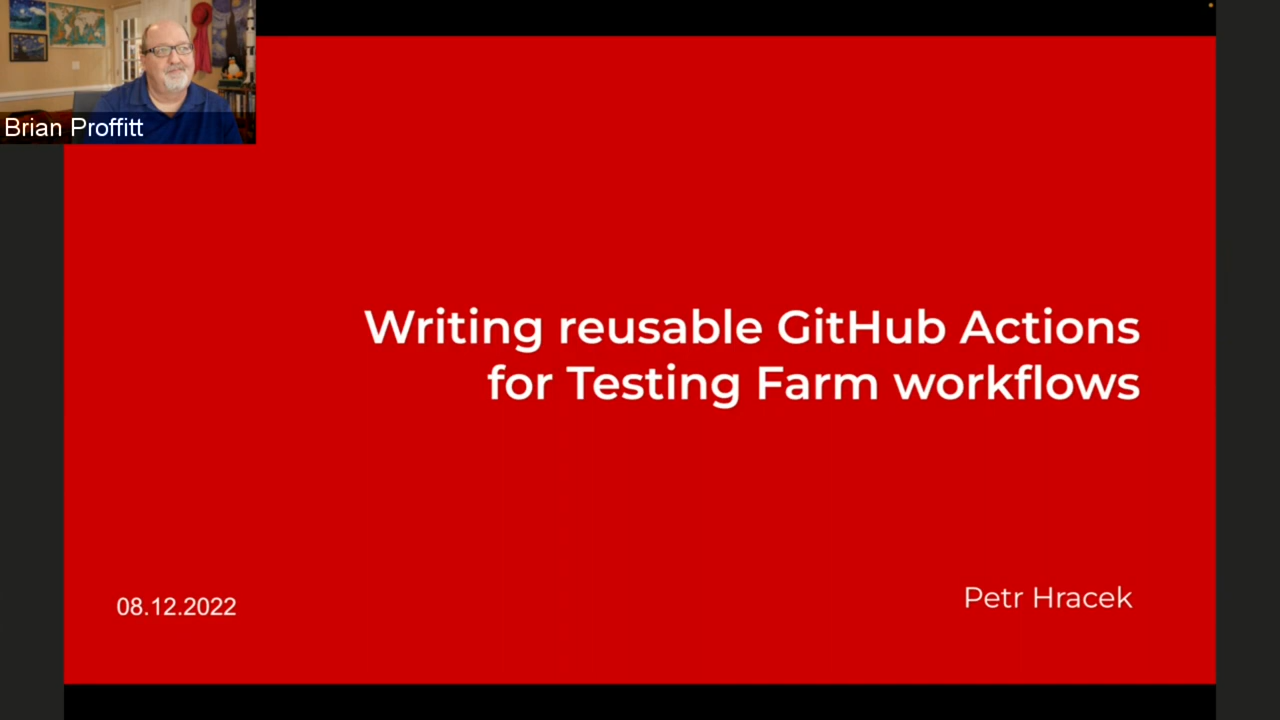 Brian Proffitt
Writing reusable GitHub Actions
for Testing Farm workflows
08.12.2022
Petr Hracek